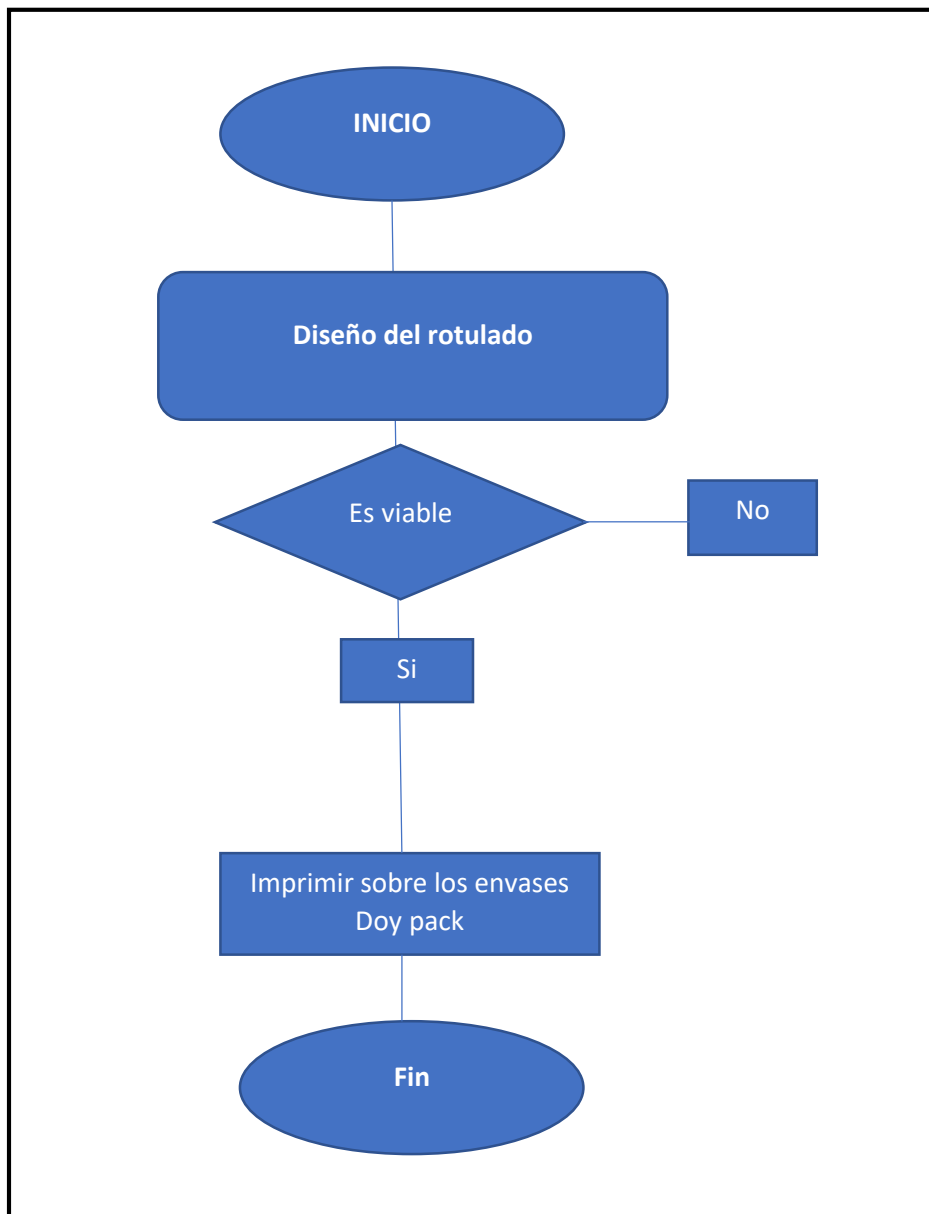 INICIO
Diseño del rotulado
Es viable
No
Si
Imprimir sobre los envases
Doy pack
Fin